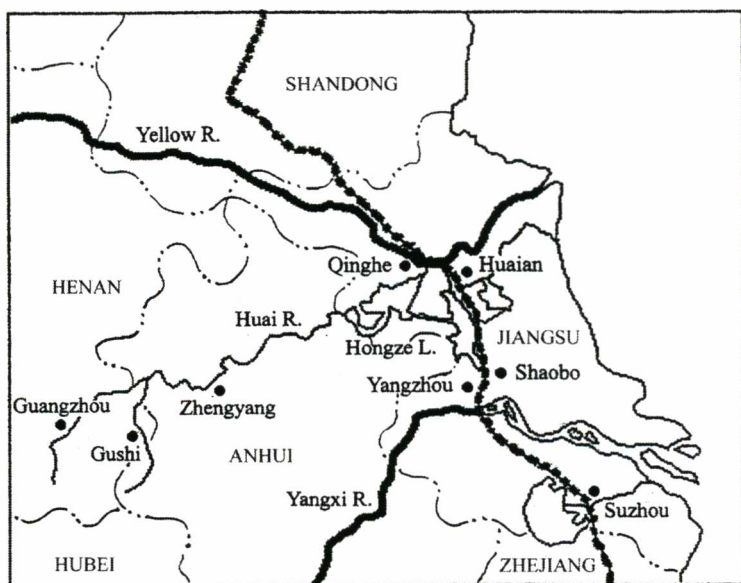 SHANDONG
Yellow R.
Qinghe
Huaian
HENAN
Huai R.
Hongze L.
JIANGSU
Shaobo
Yangzhou
Guangzhou
Zhengyang
Gushi
ANHUI
Yangxi R.
Suzhou
HUBEI
ZHEJIANG